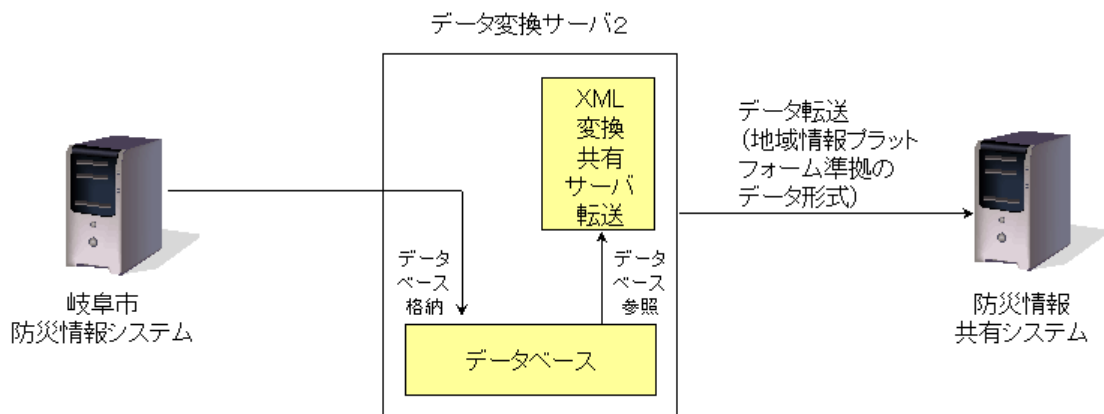 データ変換サーバ2
XML
変換
共有
サーバ
転送
データ転送
(地域情報プラット
フォーム準拠の
データ形式)
データ
ベース
格納
データ
ベース
参照
岐阜市
防災情報システム
データベース
防災情報
共有システム